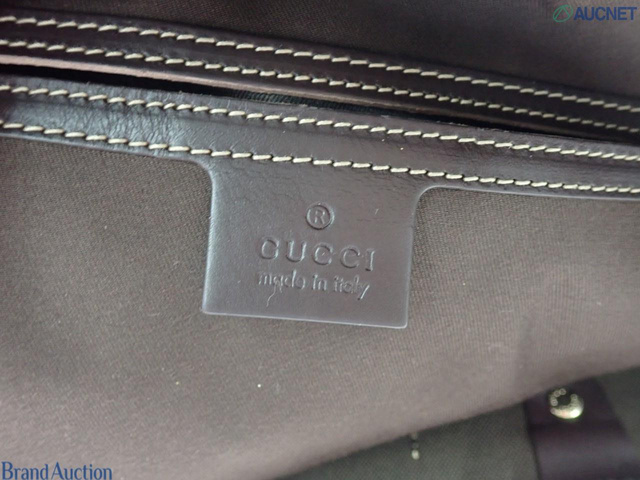 AUCNET
®
GUCCI
made in italy
Brand Auction